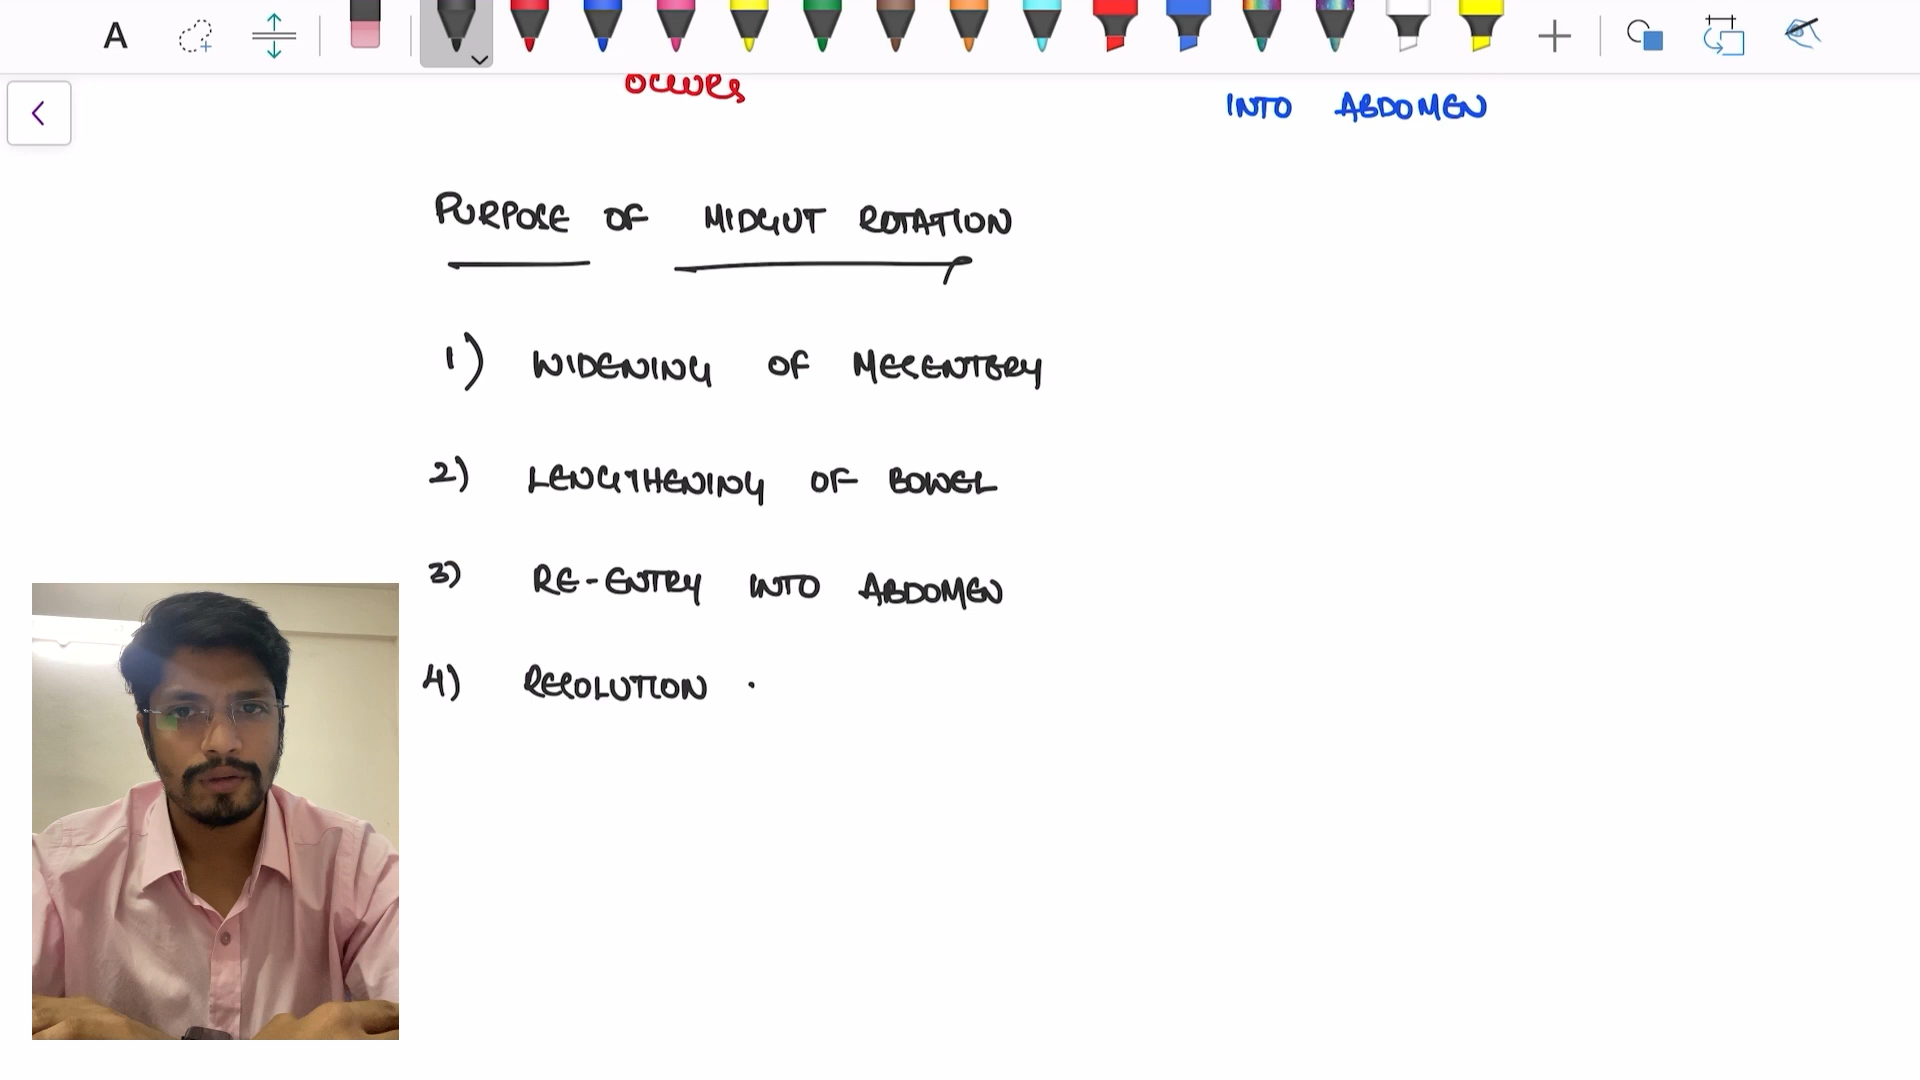 A
OCCURS
INTO ABDOMEN
PURPOSE OF MIDGUT ROTATION
1) WIDENING OF MESENTERY
2) LENGTHENING OF BOWEL
3) RE-ENTRY INTO ABDOMEN
4) RESOLUTION .